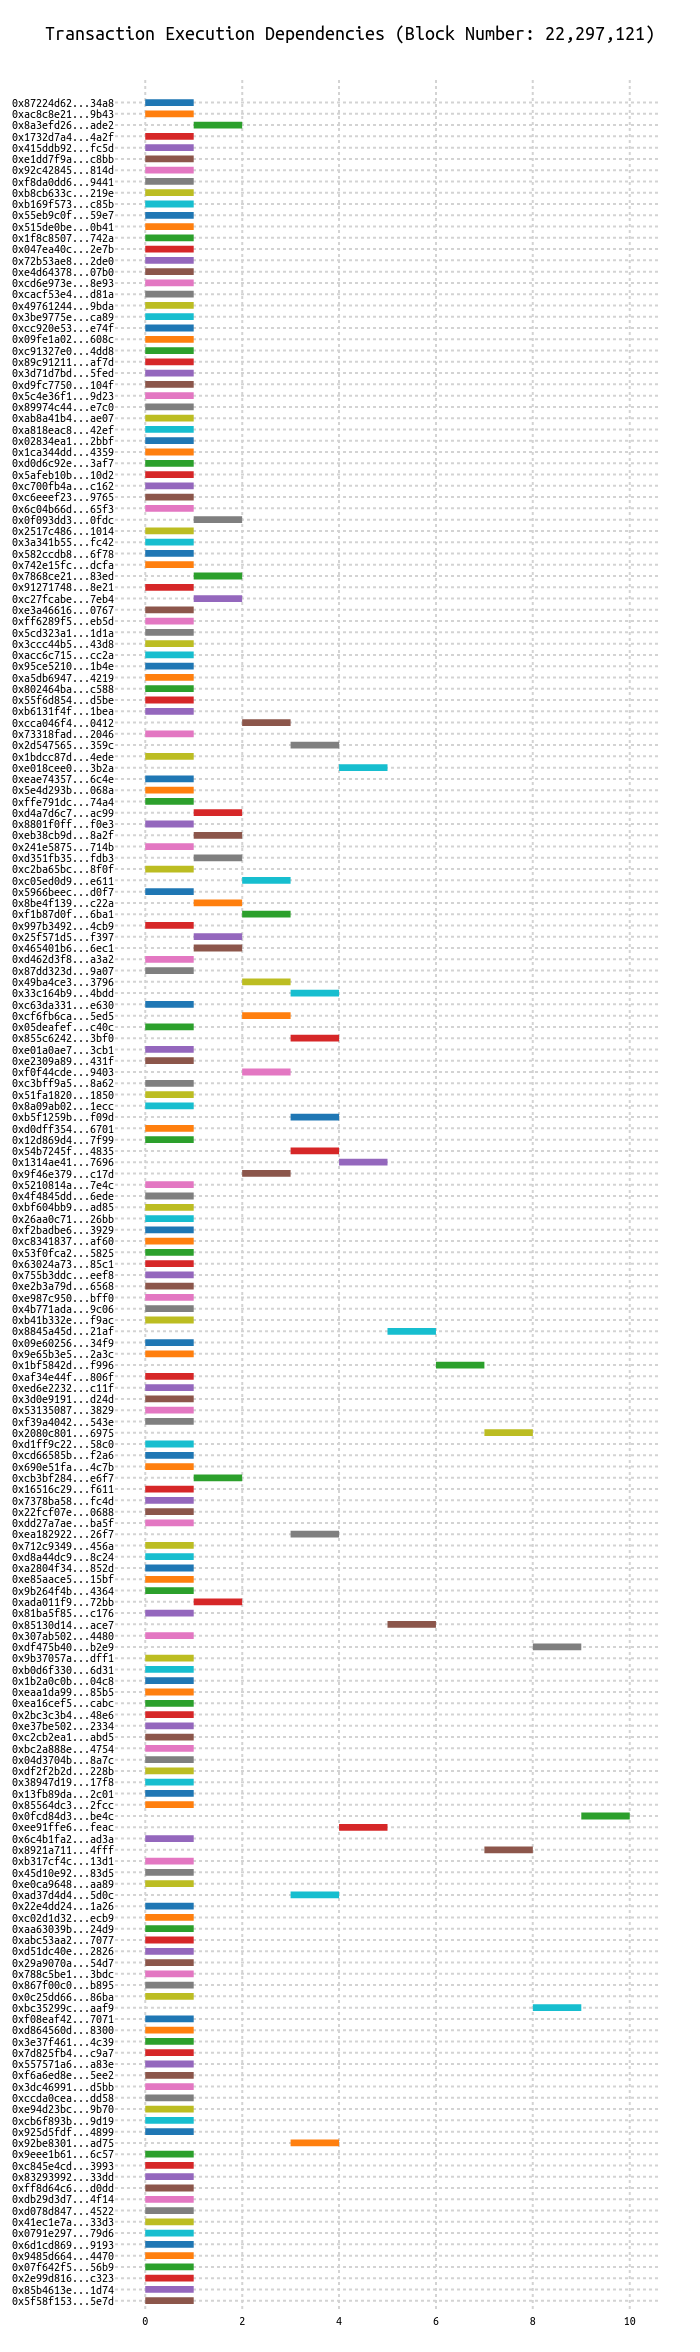 Transaction Execution Dependencies (Block Number: 22,297,121)
0x87224d62...34a8
0xac8c8e21...9b43
0x8a3efd26...ade2
0x1732d7a4...4a2f
0x415ddb92...fc5d
0xe1dd7f9a...c8bb
0x92c42845...814d
0xf8da0dd6...9441
0xb8cb633c...219e
0xb169f573...c85b
0x55eb9c0f...59e7
0x515de0be...0b41
0x1f8c8507...742a
0x047ea40c...2e7b
0x72b53ae8...2de0
0xe4d64378...07b0
0xcd6e973e...8e93
0xcacf53e4...d81a
0x49761244...9bda
0x3be9775e...ca89
0xcc920e53...e74f
0x09fe1a02...608c
0xc91327e0...4dd8
0x89c91211...af7d
0x3d71d7bd...5fed
0xd9fc7750...104f
0x5c4e36f1...9d23
0x89974c44...e7c0
0xab8a41b4...ae07
0xa818eac8...42ef
0x02834ea1...2bbf
0x1ca344dd...4359
0xd0d6c92e...3af7
0x5afeb10b...10d2
0xc700fb4a...c162
0xc6eeef23...9765
0x6c04b66d...65f3
0x0f093dd3...0fdc
0x2517c486...1014
0x3a341b55...fc42
0x582ccdb8...6f78
0x742e15fc...dcfa
0x7868ce21...83ed
0x91271748...8e21
0xc27fcabe...7eb4
0xe3a46616...0767
0xff6289f5...eb5d
0x5cd323a1...1d1a
0x3ccc44b5...43d8
0xacc6c715...cc2a
0x95ce5210...1b4e
0xa5db6947...4219
0x802464ba...c588
0x55f6d854...d5be
0xb6131f4f...1bea
0xcca046f4...0412
0x73318fad...2046
0x2d547565...359c
0x1bdcc87d...4ede
0xe018cee0...3b2a
0xeae74357...6c4e
0x5e4d293b...068a
0xffe791dc...74a4
0xd4a7d6c7...ac99
0x8801f0ff...f0e3
0xeb38cb9d...8a2f
0x241e5875...714b
0xd351fb35...fdb3
0xc2ba65bc...8f0f
0xc05ed0d9...e611
0x5966beec...d0f7
0x8be4f139...c22a
0xf1b87d0f...6ba1
0x997b3492...4cb9
0x25f571d5...f397
0x465401b6...6ec1
0xd462d3f8...a3a2
0x87dd323d...9a07
0x49ba4ce3...3796
0x33c164b9...4bdd
0xc63da331...e630
0xcf6fb6ca...5ed5
0x05deafef...c40c
0x855c6242...3bf0
0xe01a0ae7...3cb1
0xe2309a89...431f
0xf0f44cde...9403
0xc3bff9a5...8a62
0x51fa1820...1850
0x8a09ab02...1ecc
0xb5f1259b...f09d
0xd0dff354...6701
0x12d869d4...7f99
0x54b7245f...4835
0x1314ae41...7696
0x9f46e379...c17d
0x5210814a...7e4c
0x4f4845dd...6ede
0xbf604bb9...ad85
0x26aa0c71...26bb
0xf2badbe6...3929
0xc8341837...af60
0x53f0fca2...5825
0x63024a73...85c1
0x755b3ddc...eef8
0xe2b3a79d...6568
0xe987c950...bff0
0x4b771ada...9c06
0xb41b332e...f9ac
0x8845a45d...21af
0x09e60256...34f9
0x9e65b3e5...2a3c
0x1bf5842d...f996
0xaf34e44f...806f
0xed6e2232...c11f
0x3d0e9191...d24d
0x53135087...3829
0xf39a4042...543e
0x2080c801...6975
0xd1ff9c22...58c0
0xcd66585b...f2a6
0x690e51fa...4c7b
0xcb3bf284...e6f7
0x16516c29...f611
0x7378ba58...fc4d
0x22fcf07e...0688
0xdd27a7ae...ba5f
0xea182922...26f7
0x712c9349...456a
0xd8a44dc9...8c24
0xa2804f34...852d
0xe85aace5...15bf
0x9b264f4b...4364
0xada011f9...72bb
0x81ba5f85...c176
0x85130d14...ace7
0x307ab502...4480
0xdf475b40...b2e9
0x9b37057a...dff1
0xb0d6f330...6d31
0x1b2a0c0b...04c8
0xeaa1da99...85b5
0xea16cef5...cabc
0x2bc3c3b4...48e6
0xe37be502...2334
0xc2cb2ea1...abd5
0xbc2a888e...4754
0x04d3704b...8a7c
0xdf2f2b2d...228b
0x38947d19...17f8
0x13fb89da...2c01
0x85564dc3...2fcc
0x0fcd84d3...be4c
0xee91ffe6...feac
0x6c4b1fa2...ad3a
0x8921a711...4fff
0xb317cf4c...13d1
0x45d10e92...83d5
0xe0ca9648...aa89
0xad37d4d4...5d0c
0x22e4dd24...1a26
0xc02d1d32...ecb9
0xaa63039b...24d9
0xabc53aa2...7077
0xd51dc40e...2826
0x29a9070a...54d7
0x788c5be1...3bdc
0x867f00c0...b895
0x0c25dd66...86ba
0xbc35299c...aaf9
0xf08eaf42...7071
0xd864560d...8300
0x3e37f461...4c39
0x7d825fb4...c9a7
0x557571a6...a83e
0xf6a6ed8e...5ee2
0x3dc46991...d5bb
0xccda0cea...dd58
0xe94d23bc...9b70
0xcb6f893b...9d19
0x925d5fdf...4899
0x92be8301...ad75
0x9eee1b61...6c57
0xc845e4cd...3993
0x83293992...33dd
0xff8d64c6...d0dd
0xdb29d3d7...4f14
0xd078d847...4522
0x41ec1e7a...33d3
0x0791e297...79d6
0x6d1cd869...9193
0x9485d664...4470
0x07f642f5...56b9
0x2e99d816...c323
0x85b4613e...1d74
0x5f58f153...5e7d
0 2 4 6 8 10